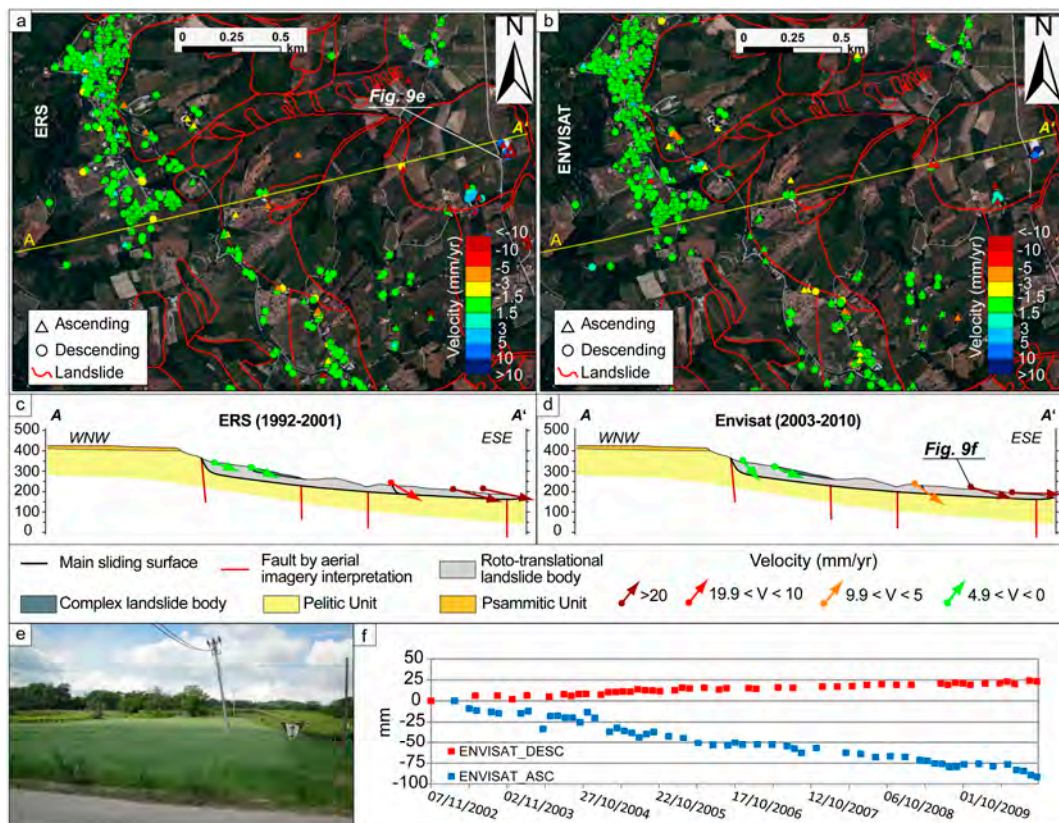 a
0 0.25 0.5
km
N
Fig. 9e
ERS
A'
A
<-10
-10
-5
-3
-1.5
1.5
3
5
10
>10
Velocity (mm/yr)
Ascending
Descending
Landslide
b
0 0.25 0.5
km
N
ENVISAT
A'
A
<-10
-10
-5
-3
-1.5
1.5
3
5
10
>10
Velocity (mm/yr)
Ascending
Descending
Landslide
c
A ERS (1992-2001) A'
WNW ESE
500
400
300
200
100
0
d
A Envisat (2003-2010) A'
WNW ESE
Fig. 9f
500
400
300
200
100
0
Main sliding surface
Fault by aerial
imagery interpretation
Roto-translational
landslide body
Complex landslide body
Pelitic Unit
Psammitic Unit
Velocity (mm/yr)
>20
19.9 < V < 10
9.9 < V < 5
4.9 < V < 0
e
f
50
25
0
-25
-50
-75
-100
mm
ENVISAT_DESC
ENVISAT_ASC
07/11/2002
02/11/2003
27/10/2004
22/10/2005
17/10/2006
12/10/2007
06/10/2008
01/10/2009